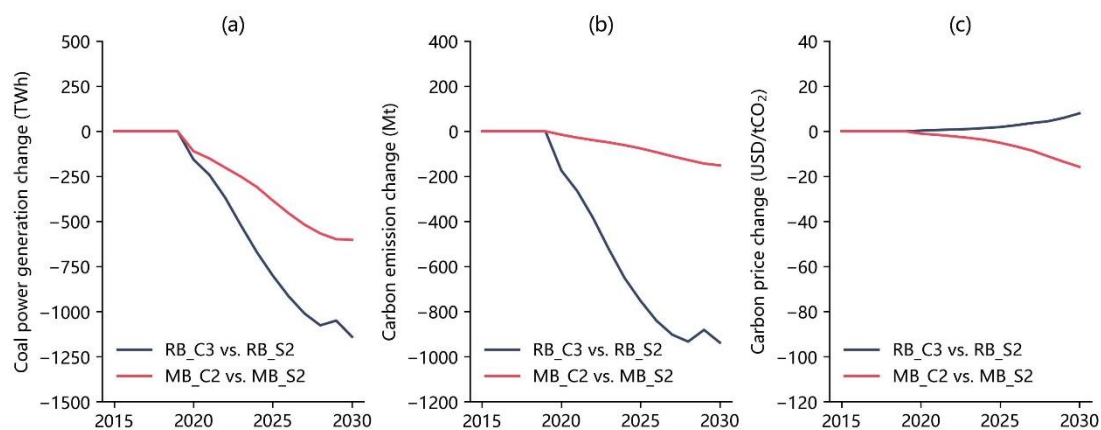 (a)
Coal power generation change (TWh)
500
250
0
−250
−500
−750
−1000
−1250
−1500
RB_C3 vs. RB_S2
MB_C2 vs. MB_S2
2015 2020 2025 2030
(b)
Carbon emission change (Mt)
400
200
0
−200
−400
−600
−800
−1000
−1200
RB_C3 vs. RB_S2
MB_C2 vs. MB_S2
2015 2020 2025 2030
(c)
Carbon price change (USD/tCO₂)
40
20
0
−20
−40
−60
−80
−100
−120
RB_C3 vs. RB_S2
MB_C2 vs. MB_S2
2015 2020 2025 2030